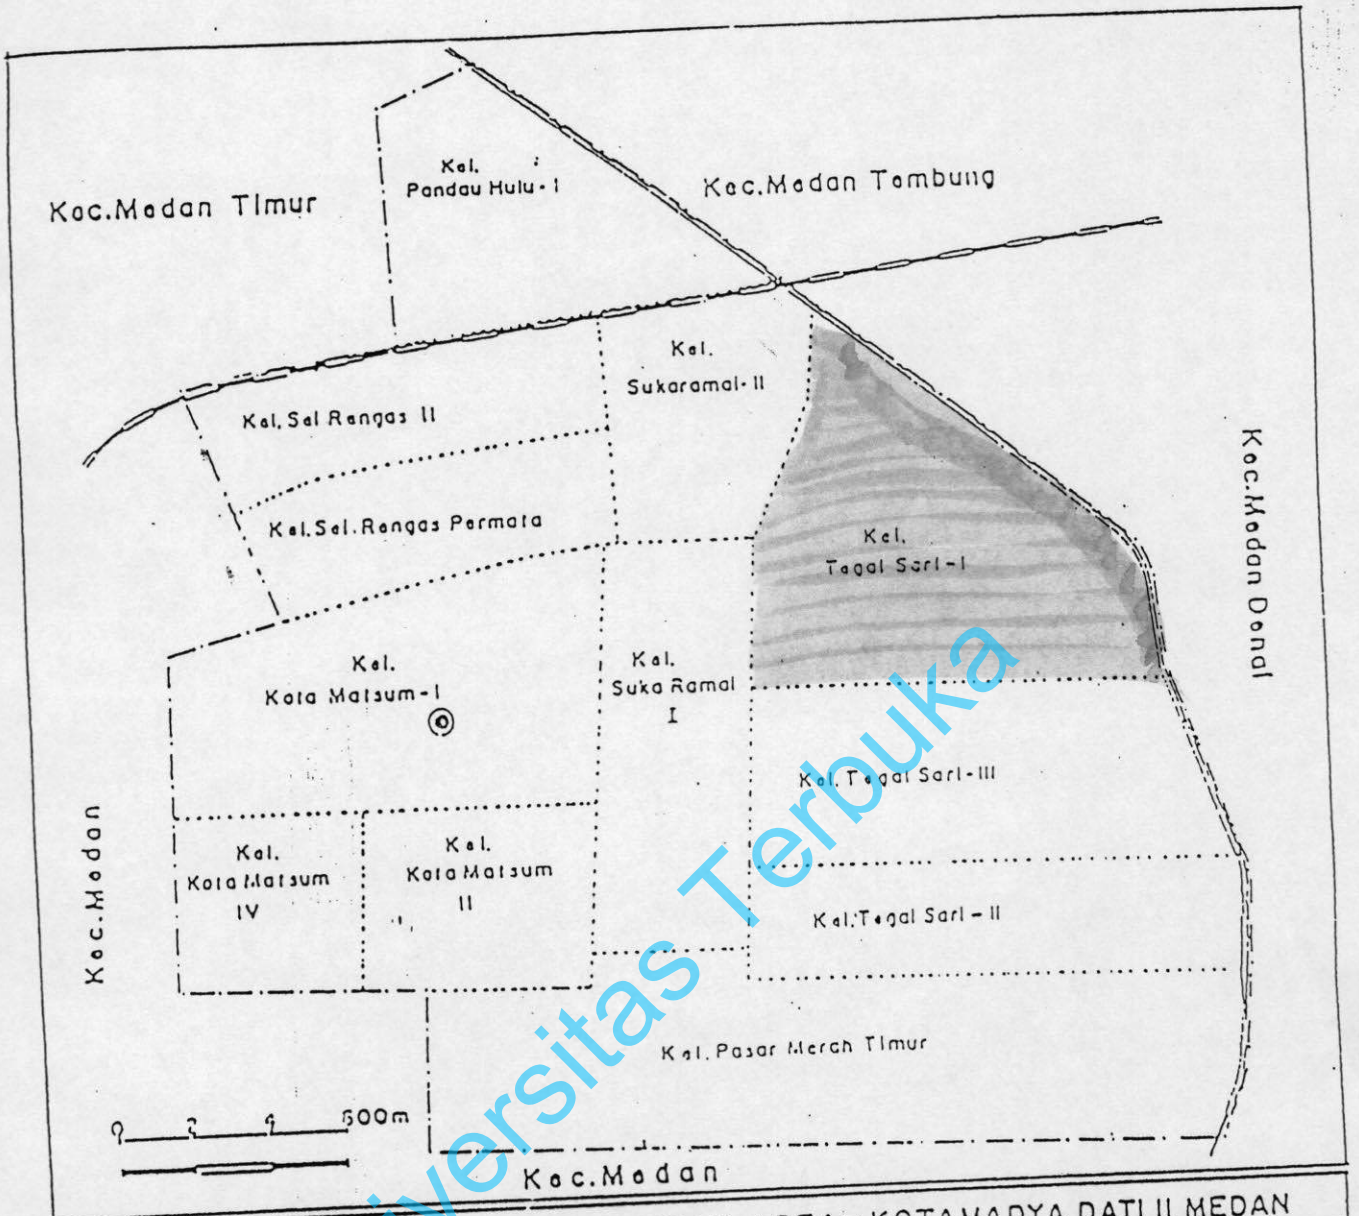 Kel.
Pandau Hulu - I
Kec.Medan Timur
Kec.Medan Tembung
Kel.
Sukaramai- II
Kel. Sei Rengas II
Kel. Sei. Rengas Permata
Kel.
Tegal Sari - I
Kec.Medan Denai
Kel.
Kota Matsum - I
Kel.
Suka Ramai
I
Kel. Tegal Sari - III
Kec.Medan
Kel.
Kota Matsum
IV
Kel.
Kota Matsum
II
Kel. Tegal Sari - II
Kel. Pasar Merah Timur
600m
Kec.Medan
KOTAMADYA DATI II MEDAN
iversitas Terbuka